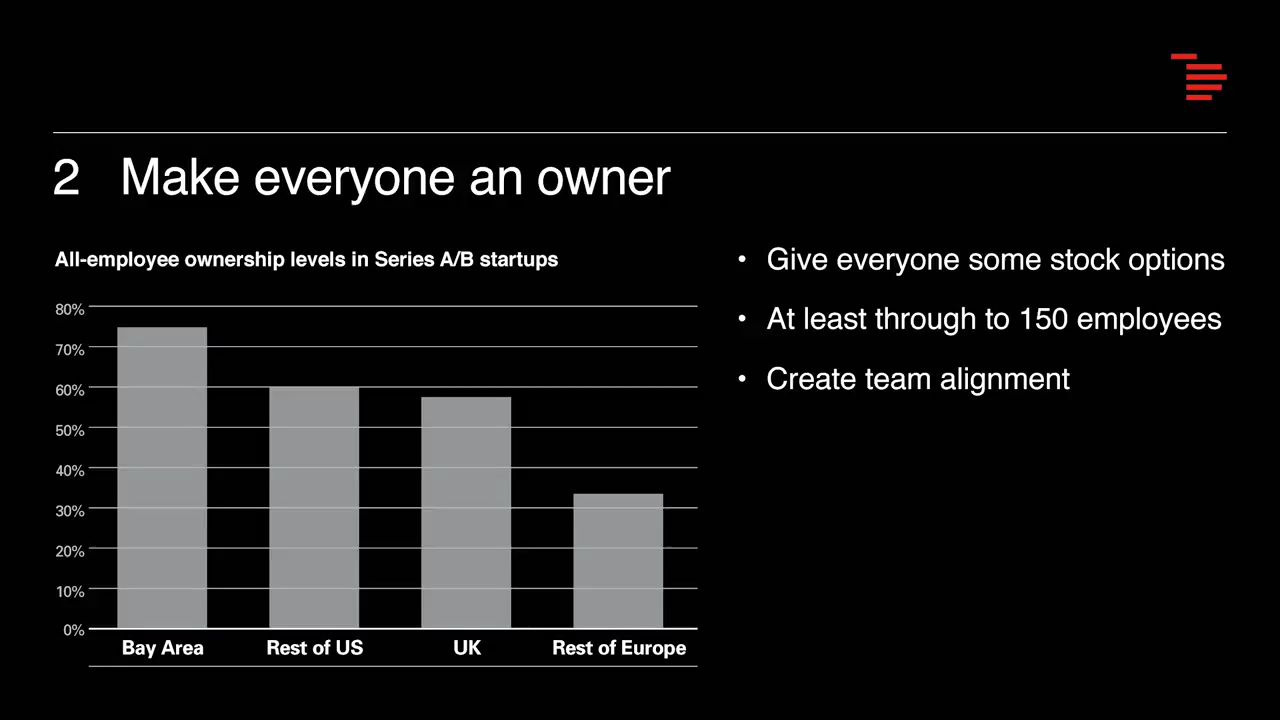 2 Make everyone an owner
All-employee ownership levels in Series A/B startups
80%
70%
60%
50%
40%
30%
20%
10%
0%
Bay Area Rest of US UK Rest of Europe
• Give everyone some stock options
• At least through to 150 employees
• Create team alignment